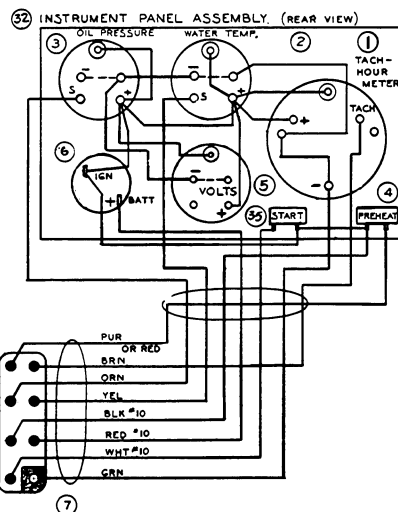 32 INSTRUMENT PANEL ASSEMBLY. (REAR VIEW)
3 OIL PRESSURE WATER TEMP. 2 1
TACH-
HOUR
METER
- + - +
S + S +
+ TACH
6 IGN
+ BATT
- VOLTS +
5
-
4
35 START PREHEAT
PUR
OR RED
BRN
ORN
YEL
BLK #10
RED #10
WHT #10
GRN
7